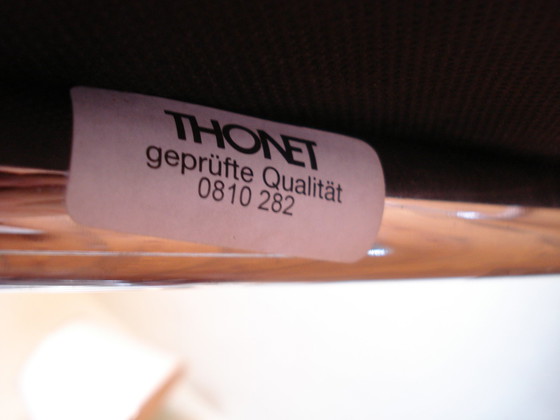 THONET
geprüfte Qualität
0810 282